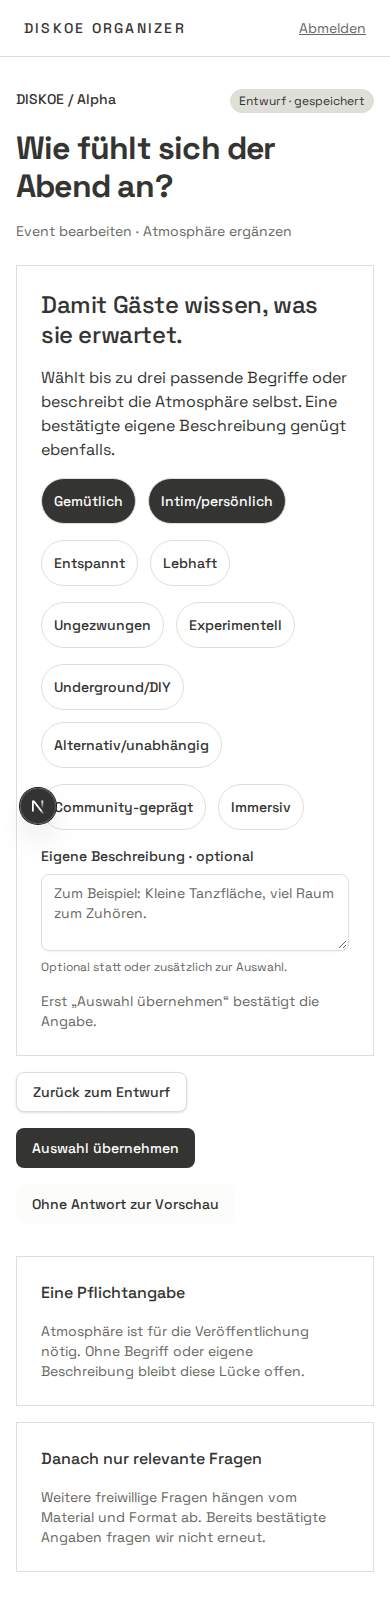 DISKOE ORGANIZER
Abmelden
DISKOE / Alpha
Entwurf · gespeichert
Wie fühlt sich der
Abend an?
Event bearbeiten · Atmosphäre ergänzen
Damit Gäste wissen, was
sie erwartet.
Wählt bis zu drei passende Begriffe oder
beschreibt die Atmosphäre selbst. Eine
bestätigte eigene Beschreibung genügt
ebenfalls.
Gemütlich
Intim/persönlich
Entspannt
Lebhaft
Ungezwungen
Experimentell
Underground/DIY
Alternativ/unabhängig
N
Community-geprägt
Immersiv
Eigene Beschreibung · optional
Zum Beispiel: Kleine Tanzfläche, viel Raum
zum Zuhören.
Optional statt oder zusätzlich zur Auswahl.
Erst „Auswahl übernehmen“ bestätigt die
Angabe.
Zurück zum Entwurf
Auswahl übernehmen
Ohne Antwort zur Vorschau
Eine Pflichtangabe
Atmosphäre ist für die Veröffentlichung
nötig. Ohne Begriff oder eigene
Beschreibung bleibt diese Lücke offen.
Danach nur relevante Fragen
Weitere freiwillige Fragen hängen vom
Material und Format ab. Bereits bestätigte
Angaben fragen wir nicht erneut.